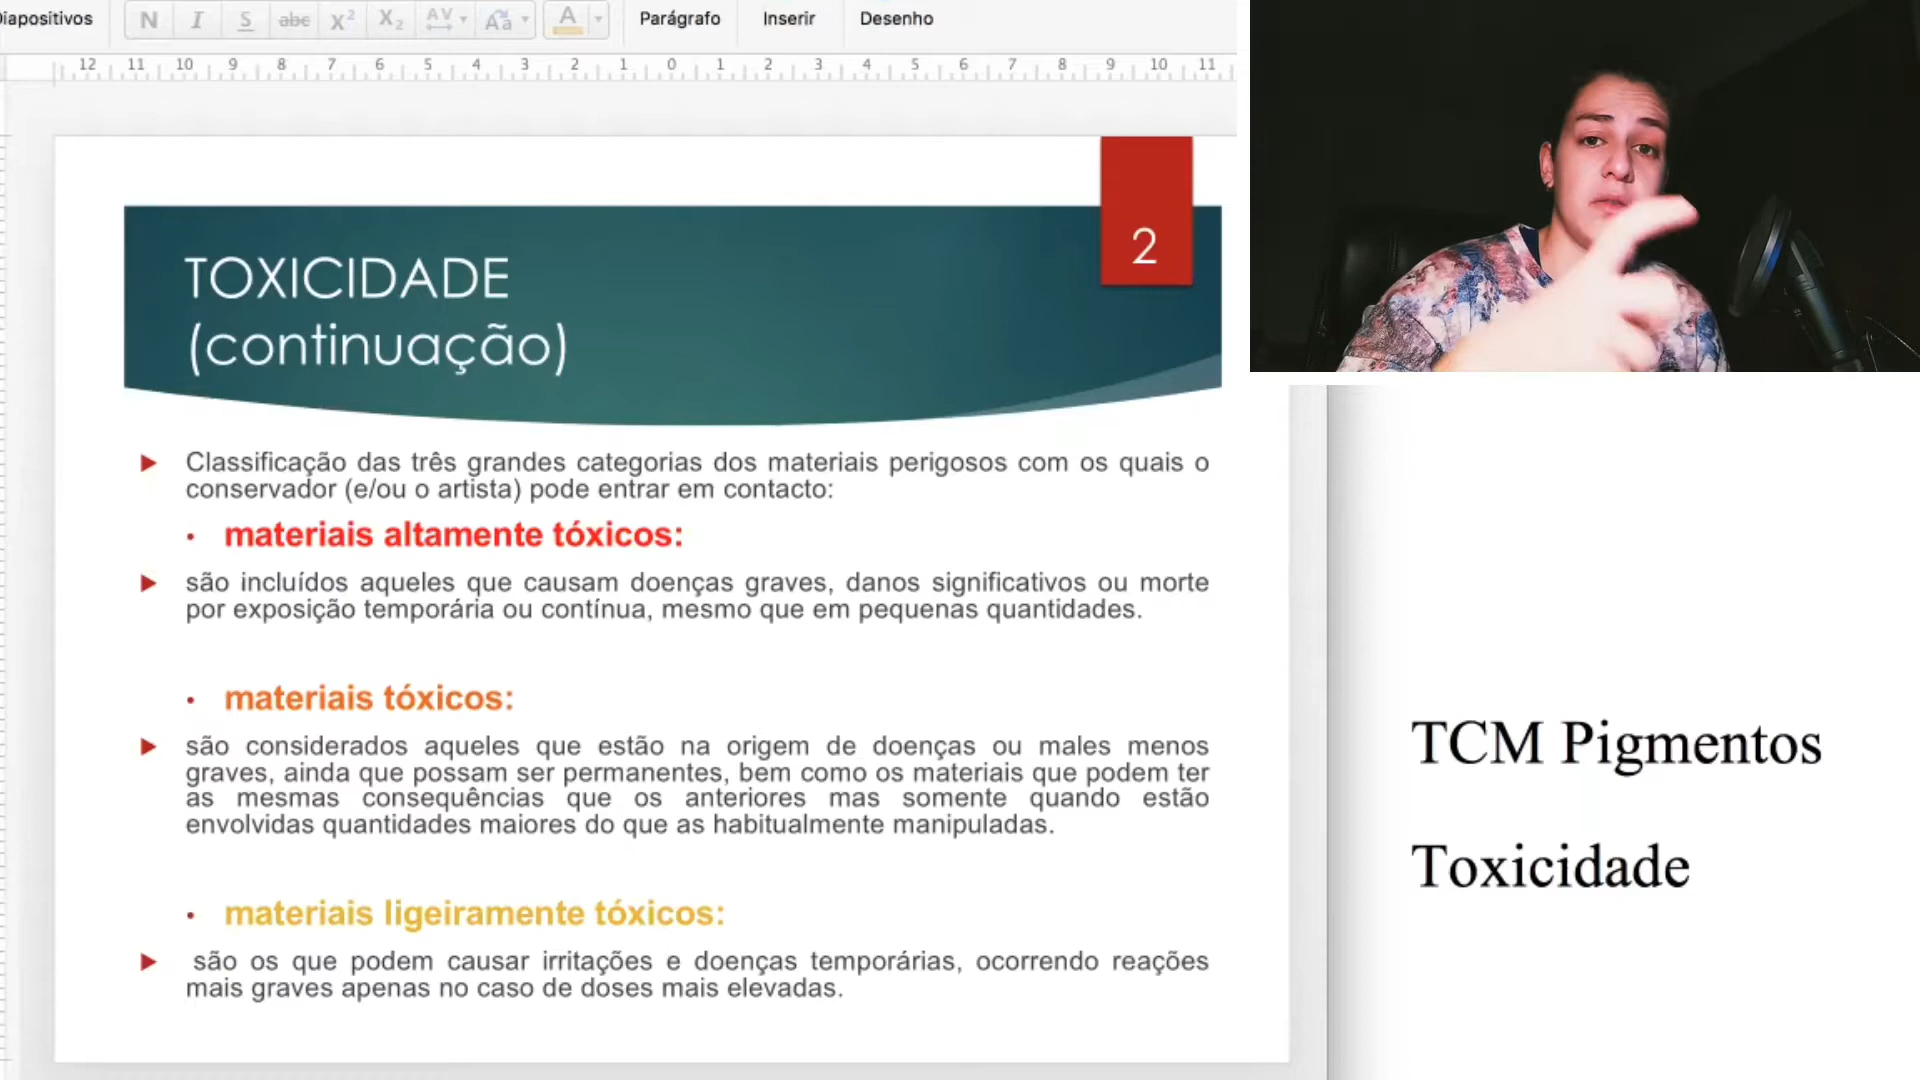 iapositivos
N I S abc X² X₂ AV Aa A
Parágrafo Inserir Desenho
12 11 10 9 8 7 6 5 4 3 2 1 0 1 2 3 4 5 6 7 8 9 10 11
2
TOXICIDADE
(continuação)
Classificação das três grandes categorias dos materiais perigosos com os quais o
conservador (e/ou o artista) pode entrar em contacto:
• materiais altamente tóxicos:
são incluídos aqueles que causam doenças graves, danos significativos ou morte
por exposição temporária ou contínua, mesmo que em pequenas quantidades.
• materiais tóxicos:
são considerados aqueles que estão na origem de doenças ou males menos
graves, ainda que possam ser permanentes, bem como os materiais que podem ter
as mesmas consequências que os anteriores mas somente quando estão
envolvidas quantidades maiores do que as habitualmente manipuladas.
• materiais ligeiramente tóxicos:
são os que podem causar irritações e doenças temporárias, ocorrendo reações
mais graves apenas no caso de doses mais elevadas.
TCM Pigmentos
Toxicidade